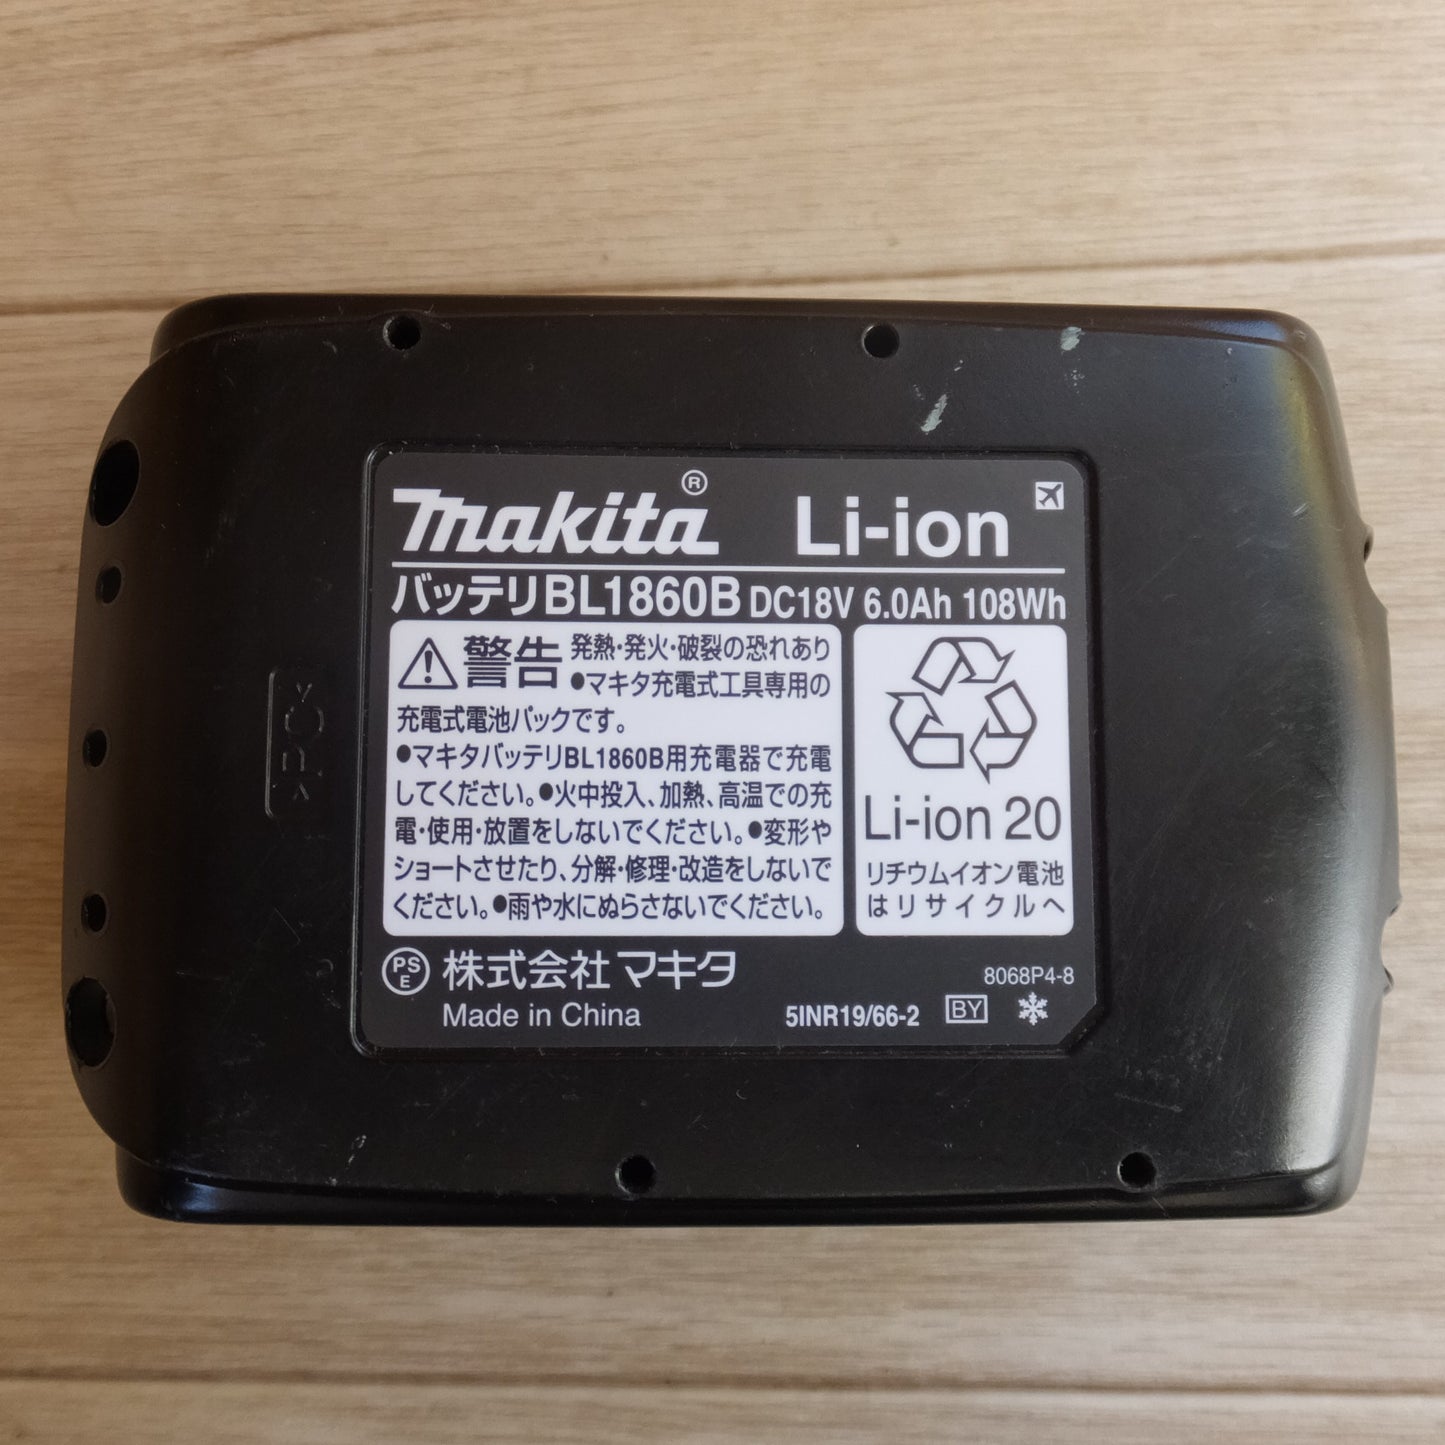 makita® Li-ion
バッテリBL1860B DC18V 6.0Ah 108Wh
警告 発熱・発火・破裂の恐れあり
●マキタ充電式工具専用の
充電式電池パックです。
●マキタバッテリBL1860B用充電器で充電
してください。●火中投入、加熱、高温での充
電・使用・放置をしないでください。●変形や
ショートさせたり、分解・修理・改造をしないで
ください。●雨や水にぬらさないでください。
Li-ion 20
リチウムイオン電池
はリサイクルへ
PS
E
株式会社マキタ
Made in China
8068P4-8
5INR19/66-2 BY
>PC<